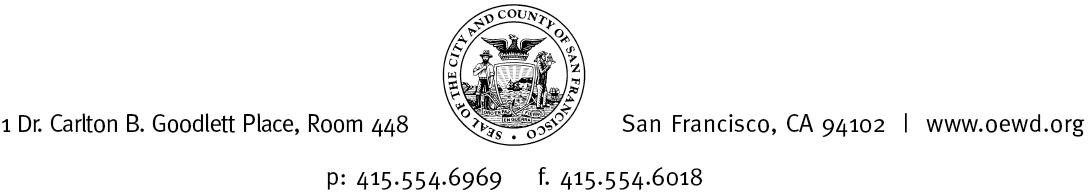 SEAL OF THE CITY AND COUNTY OF SAN FRANCISCO
1 Dr. Carlton B. Goodlett Place, Room 448 San Francisco, CA 94102 | www.oewd.org
p: 415.554.6969 f. 415.554.6018